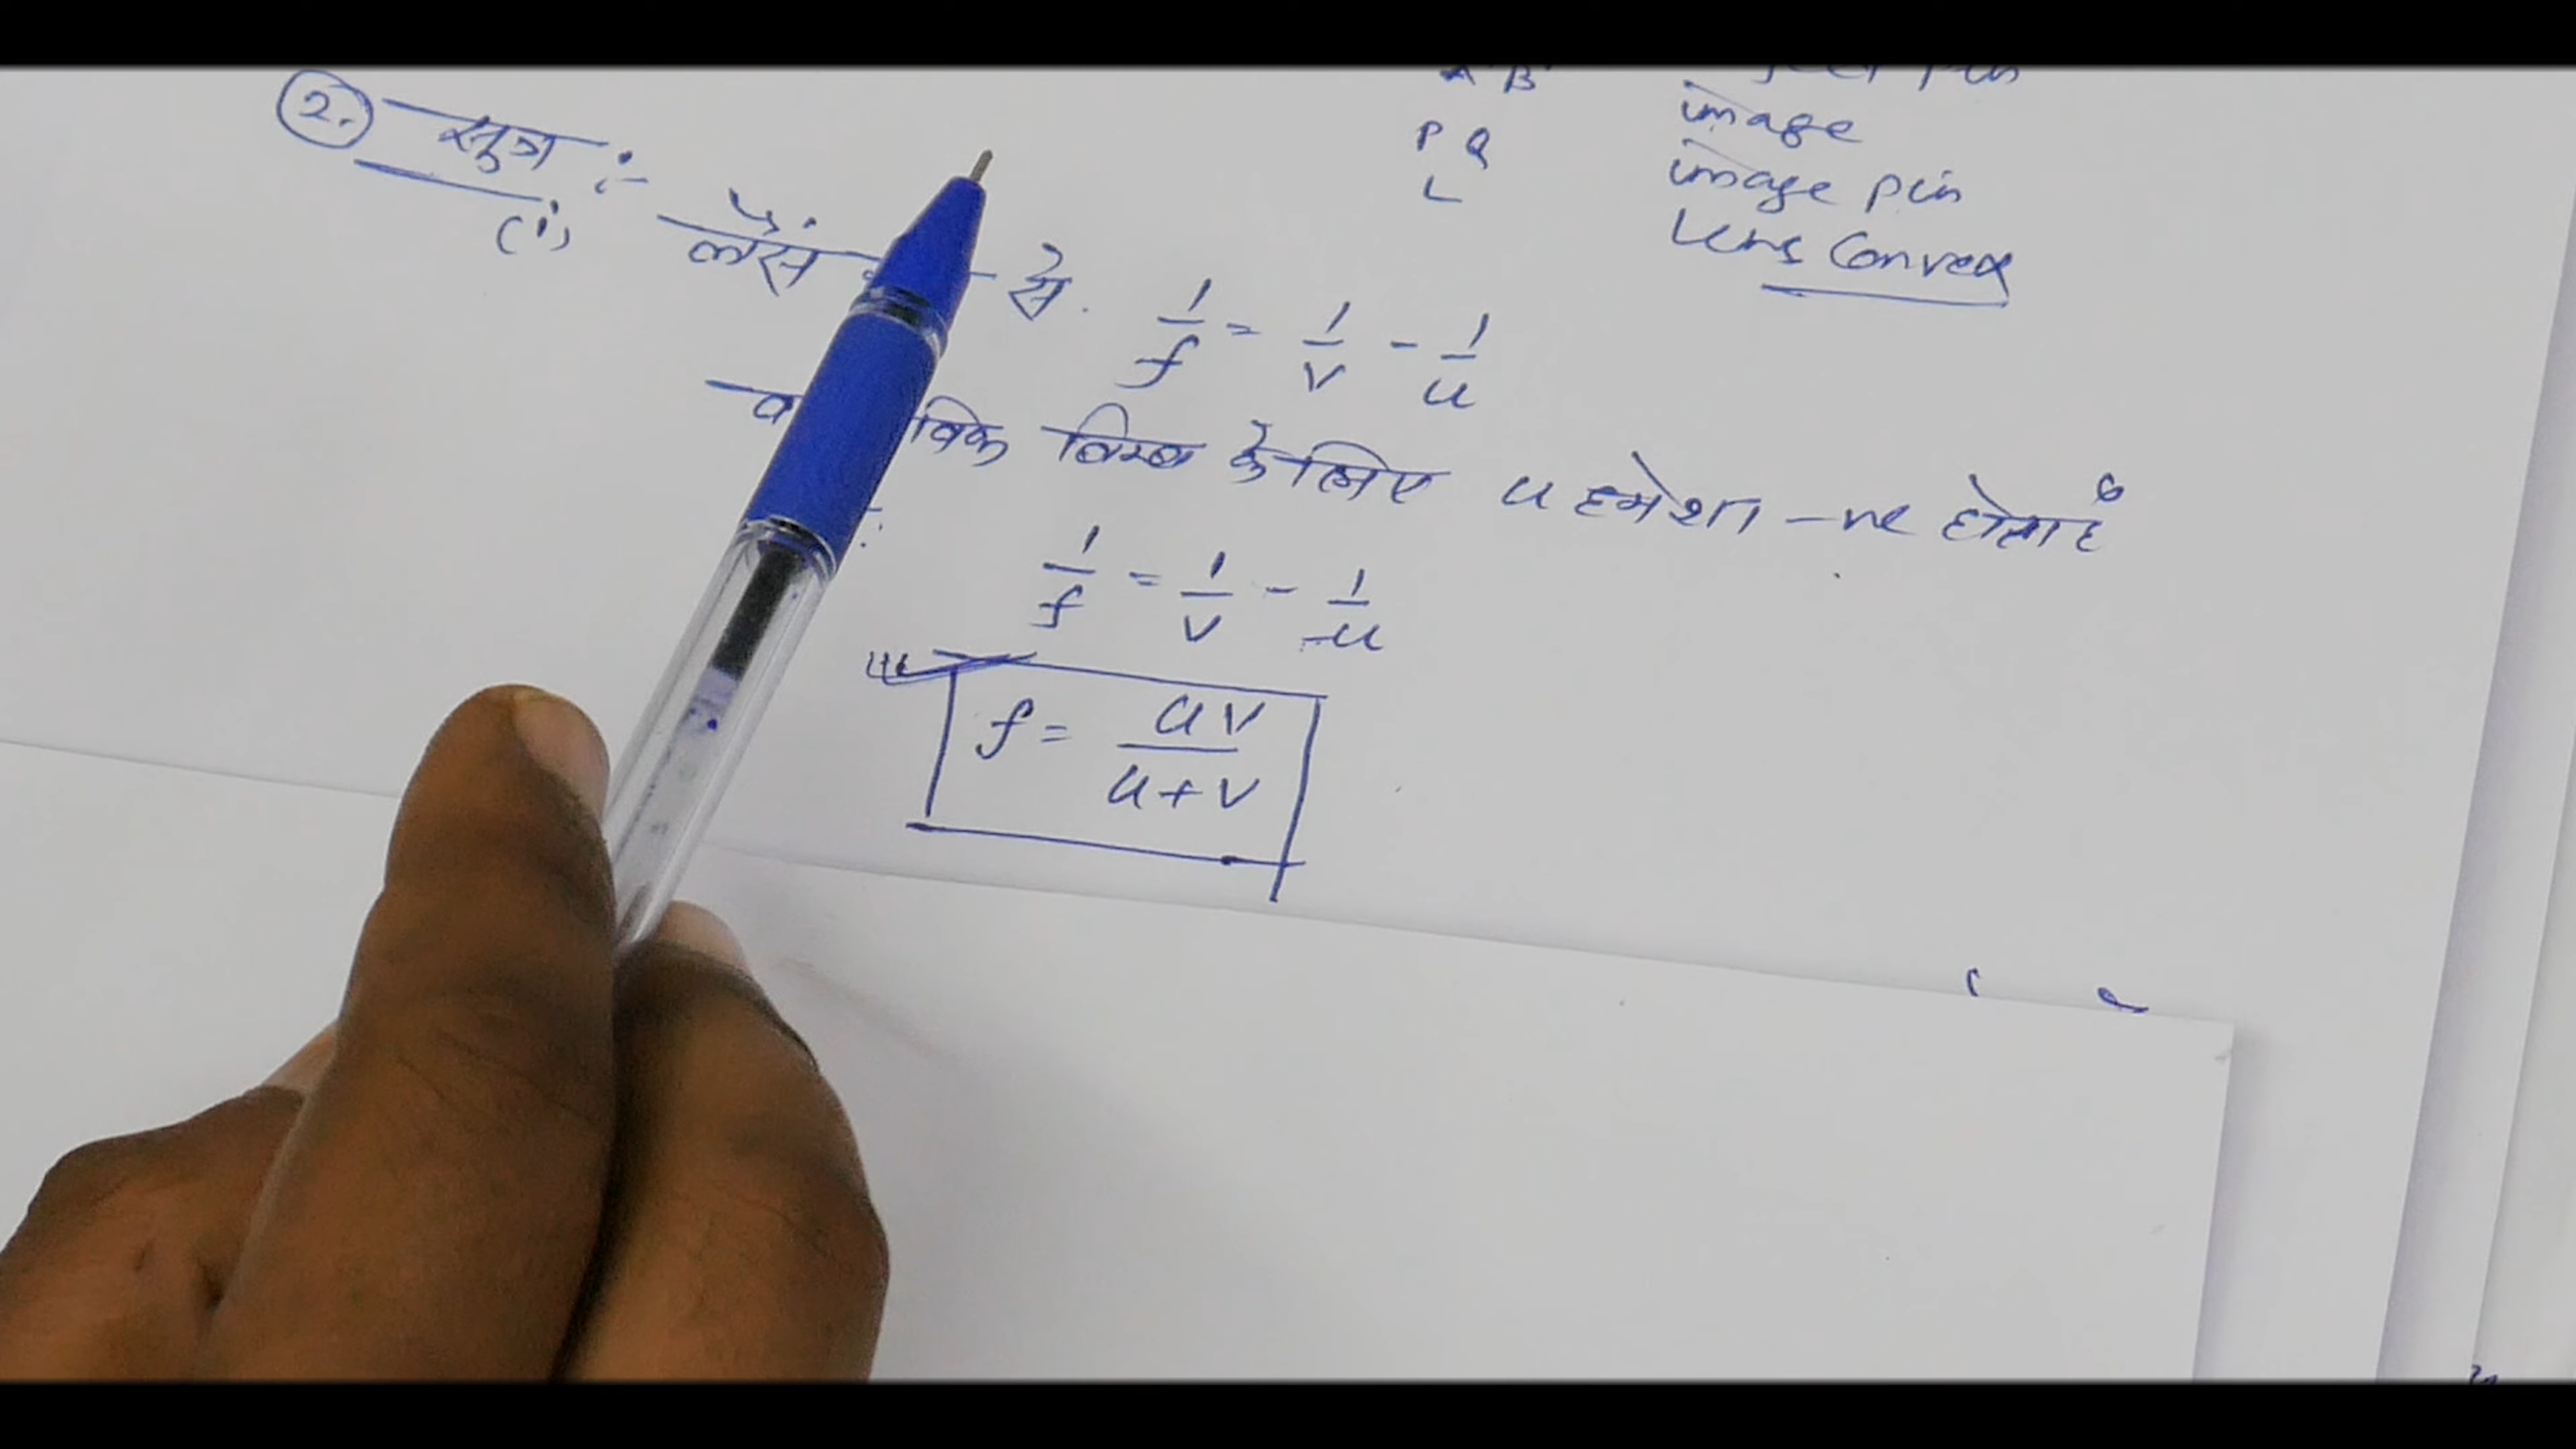 A' B'
image
P Q image pin
L Lens Convex
2. सूत्र :-
(i) लेंस से. 1/f = 1/v - 1/u
बिम्ब के लिए u हमेशा -ve होता है
1/f = 1/v - 1/-u
f = uv/u+v